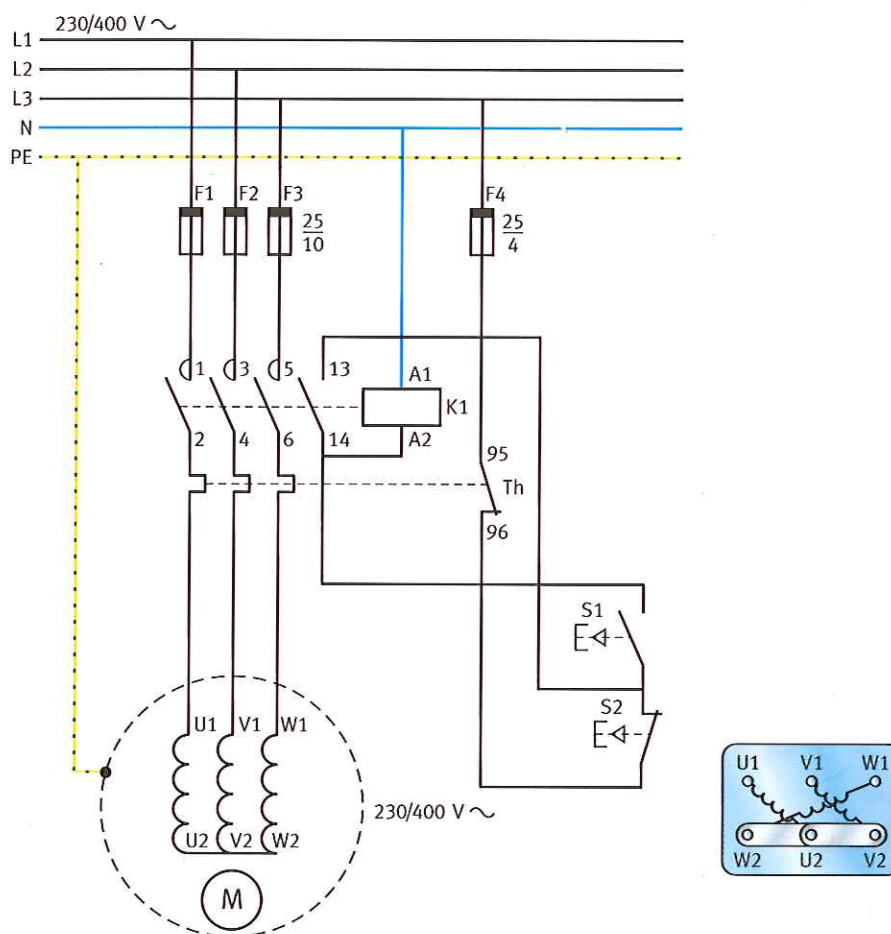 230/400 V ~
L1
L2
L3
N
PE
F1 F2 F3 F4
25
10
25
4
1 3 5 13 A1
K1
2 4 6 14 A2
95
Th
96
S1
S2
U1 V1 W1
230/400 V ~
U2 V2 W2
M
U1 V1 W1
W2 U2 V2